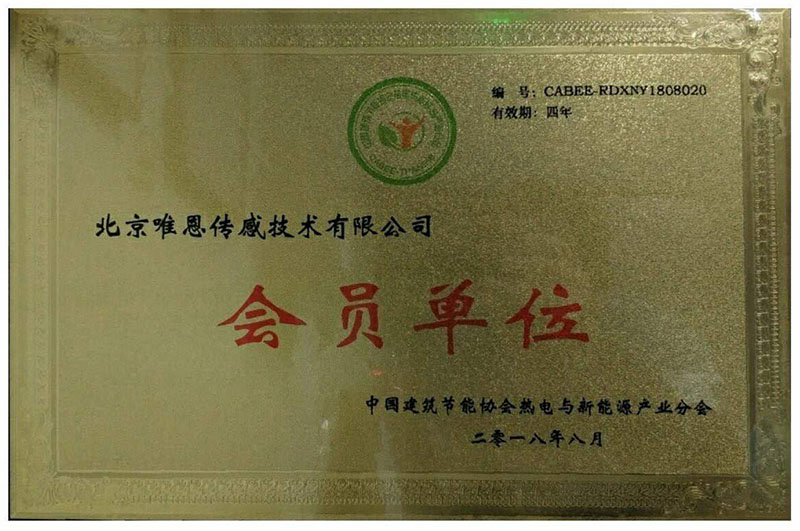 编 号: CABEE-RDXNY1808020
有效期: 四年
北京唯恩传感技术有限公司
会员单位
中国建筑节能协会热电与新能源产业分会
二零一八年八月